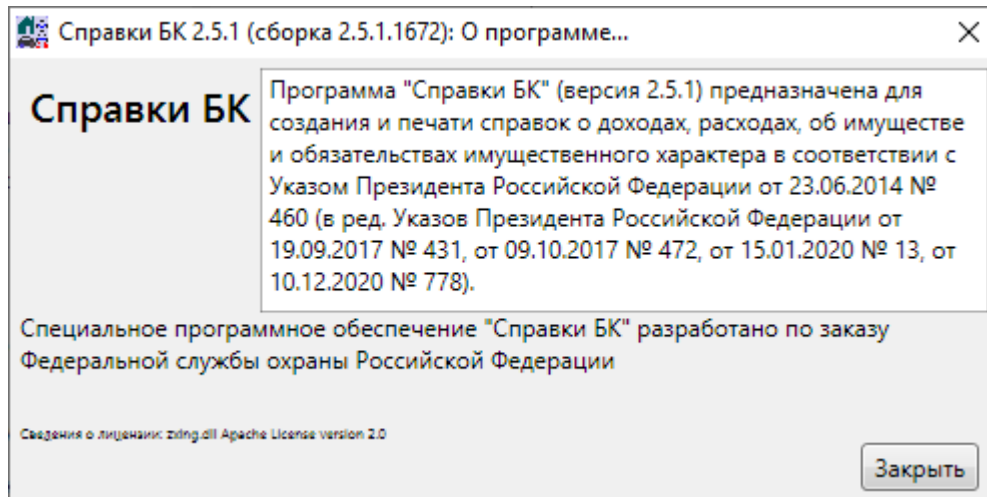 Справки БК 2.5.1 (сборка 2.5.1.1672): О программе...
Справки БК
Программа "Справки БК" (версия 2.5.1) предназначена для
создания и печати справок о доходах, расходах, об имуществе
и обязательствах имущественного характера в соответствии с
Указом Президента Российской Федерации от 23.06.2014 №
460 (в ред. Указов Президента Российской Федерации от
19.09.2017 № 431, от 09.10.2017 № 472, от 15.01.2020 № 13, от
10.12.2020 № 778).
Специальное программное обеспечение "Справки БК" разработано по заказу
Федеральной службы охраны Российской Федерации
Сведения о лицензии: zxing.dll Apache License version 2.0
Закрыть